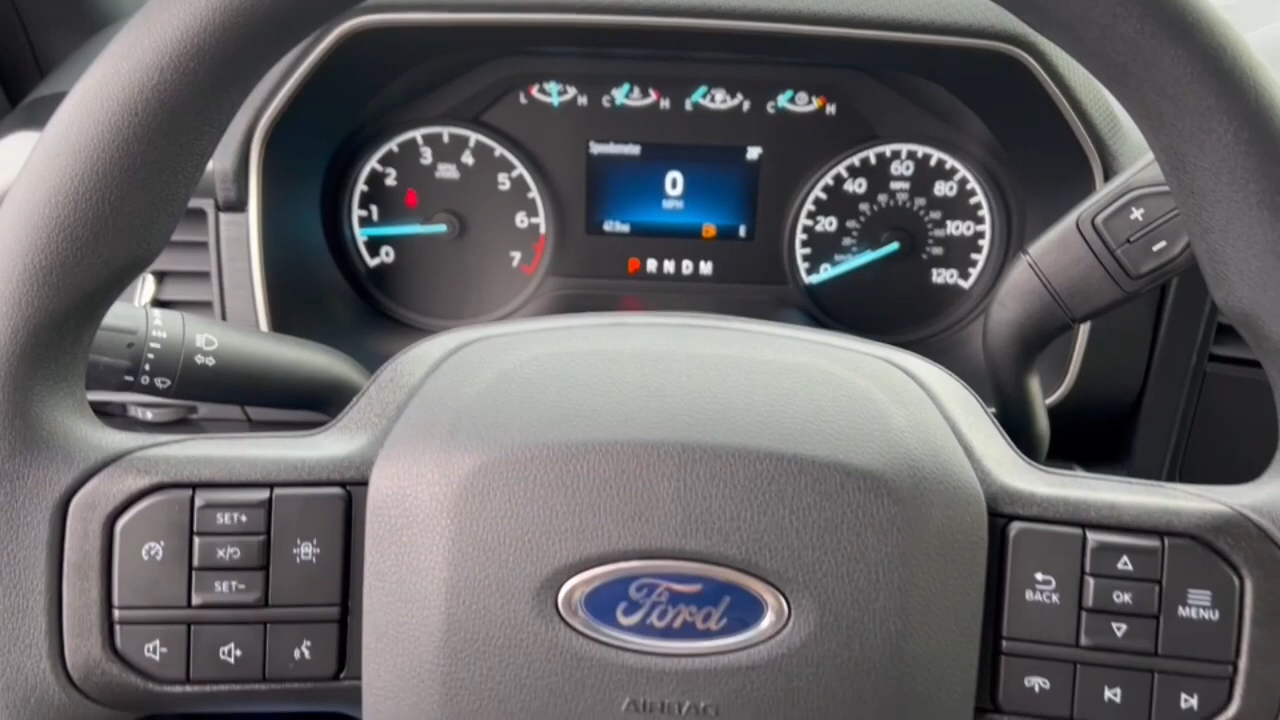 L H C H E F C H
0 1 2 3 4 5 6 7
Speedometer
0
MPH
E
P R N D M
0 20 40 60 80 100 120
MPH
+
-
0
SET+
X/
SET-
Ford
AIRBAG
BACK
OK
MENU